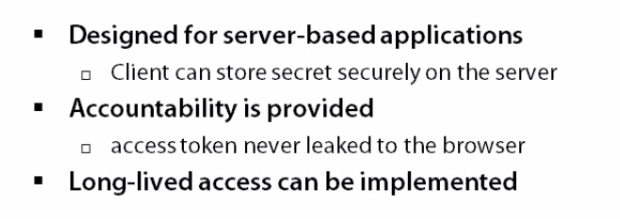 ▪ Designed for server-based applications
▫ Client can store secret securely on the server
▪ Accountability is provided
▫ access token never leaked to the browser
▪ Long-lived access can be implemented